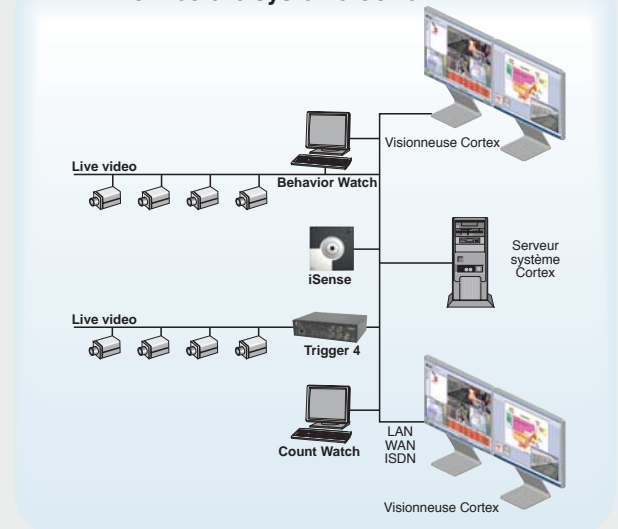 Visionneuse Cortex
Live video
Behavior Watch
iSense
Serveur
système
Cortex
Live video
Trigger 4
Count Watch
LAN
WAN
ISDN
Visionneuse Cortex